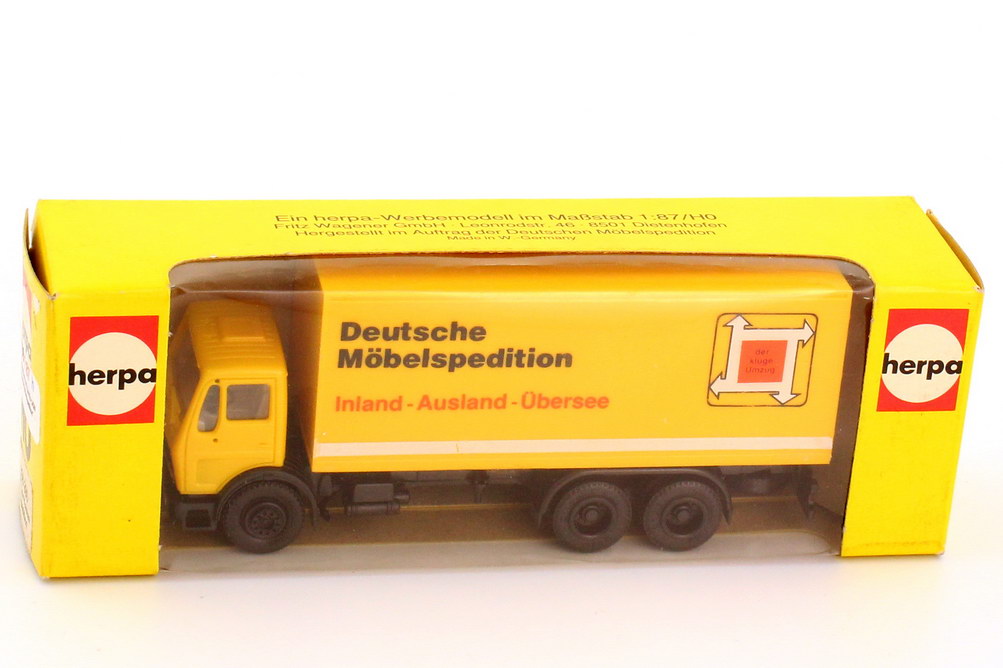 Ein herpa-Werbemodell im Maßstab 1:87/H0
Fritz Wagener GmbH · Leonrodstr. 46 · 8501 Dietenhofen
Hergestellt im Auftrag der Deutschen Möbelspedition
Made in W.-Germany
herpa
Deutsche
Möbelspedition
Inland - Ausland - Übersee
der
kluge
Umzug
herpa